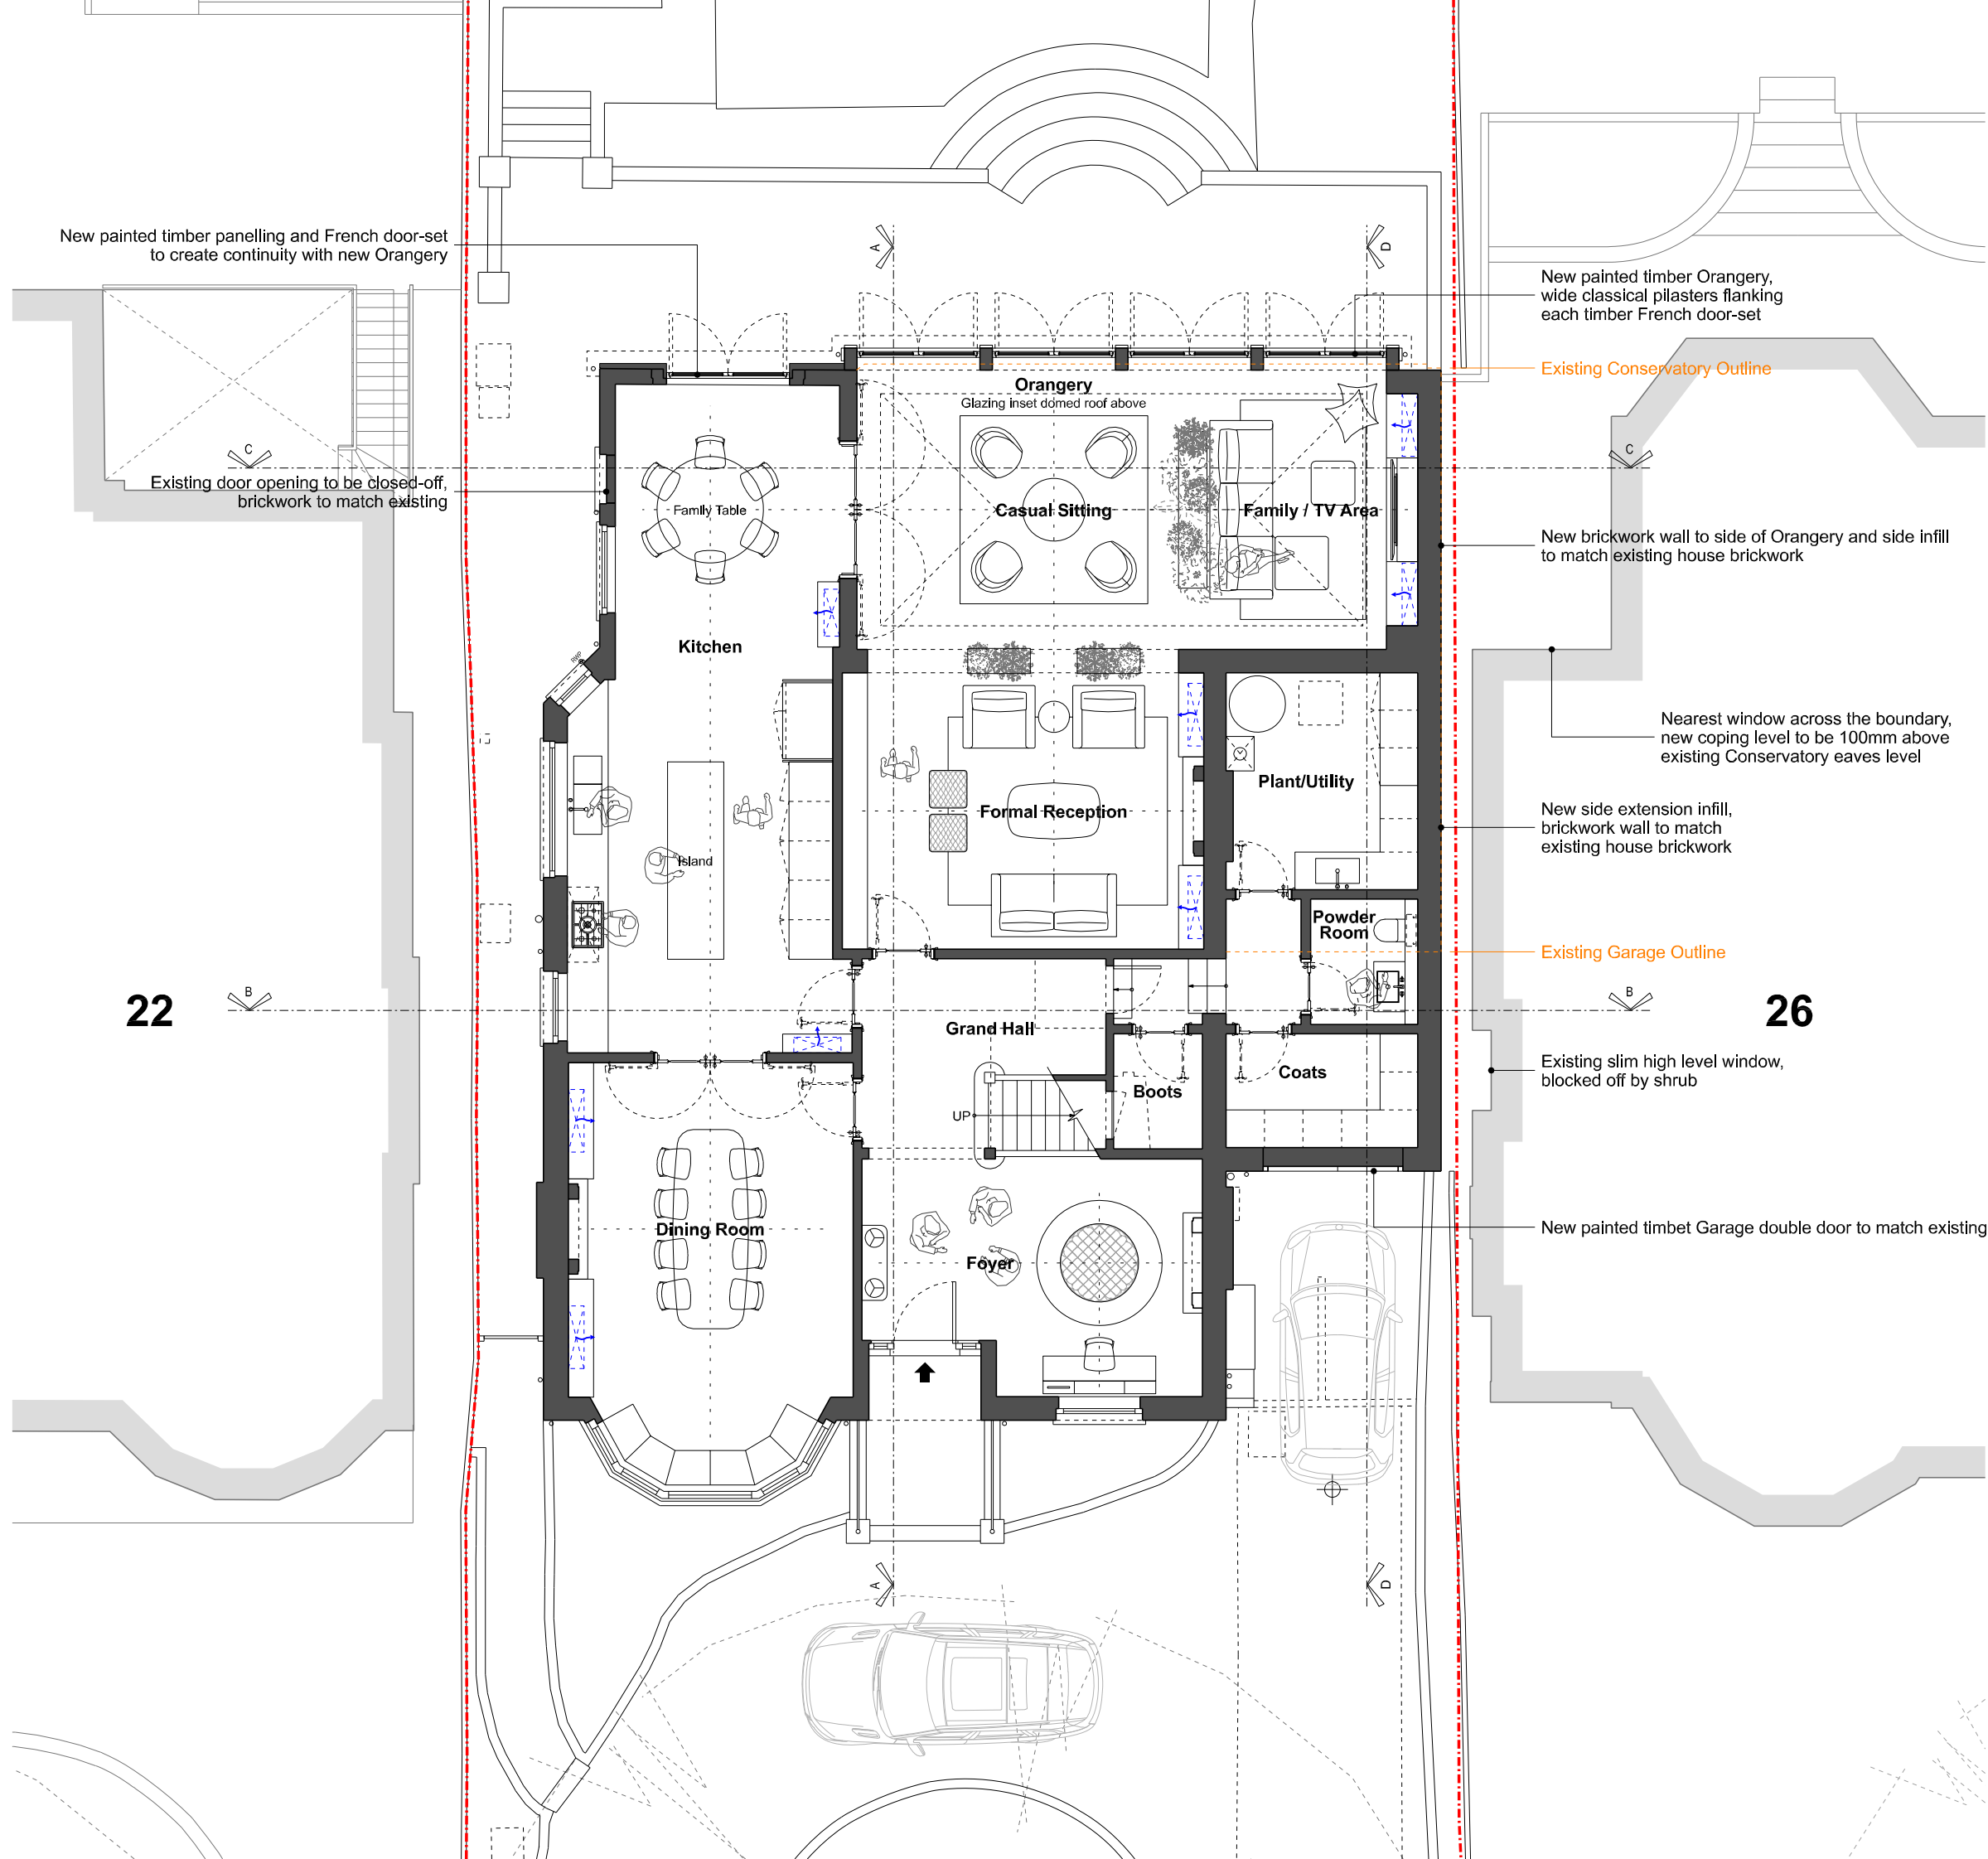 A
D
New painted timber panelling and French door-set
to create continuity with new Orangery
New painted timber Orangery,
wide classical pilasters flanking
each timber French door-set
Existing Conservatory Outline
Orangery
Glazing inset domed roof above
C
C
Existing door opening to be closed-off,
brickwork to match existing
Family Table
Casual Sitting
Family / TV Area
New brickwork wall to side of Orangery and side infill
to match existing house brickwork
Kitchen
RWP
Nearest window across the boundary,
new coping level to be 100mm above
existing Conservatory eaves level
Plant/Utility
Formal Reception
New side extension infill,
brickwork wall to match
existing house brickwork
Island
Powder
Room
Existing Garage Outline
22
B
B
26
Grand Hall
Existing slim high level window,
blocked off by shrub
Coats
Boots
UP
Dining Room
New painted timbet Garage double door to match existing
Foyer
A
D